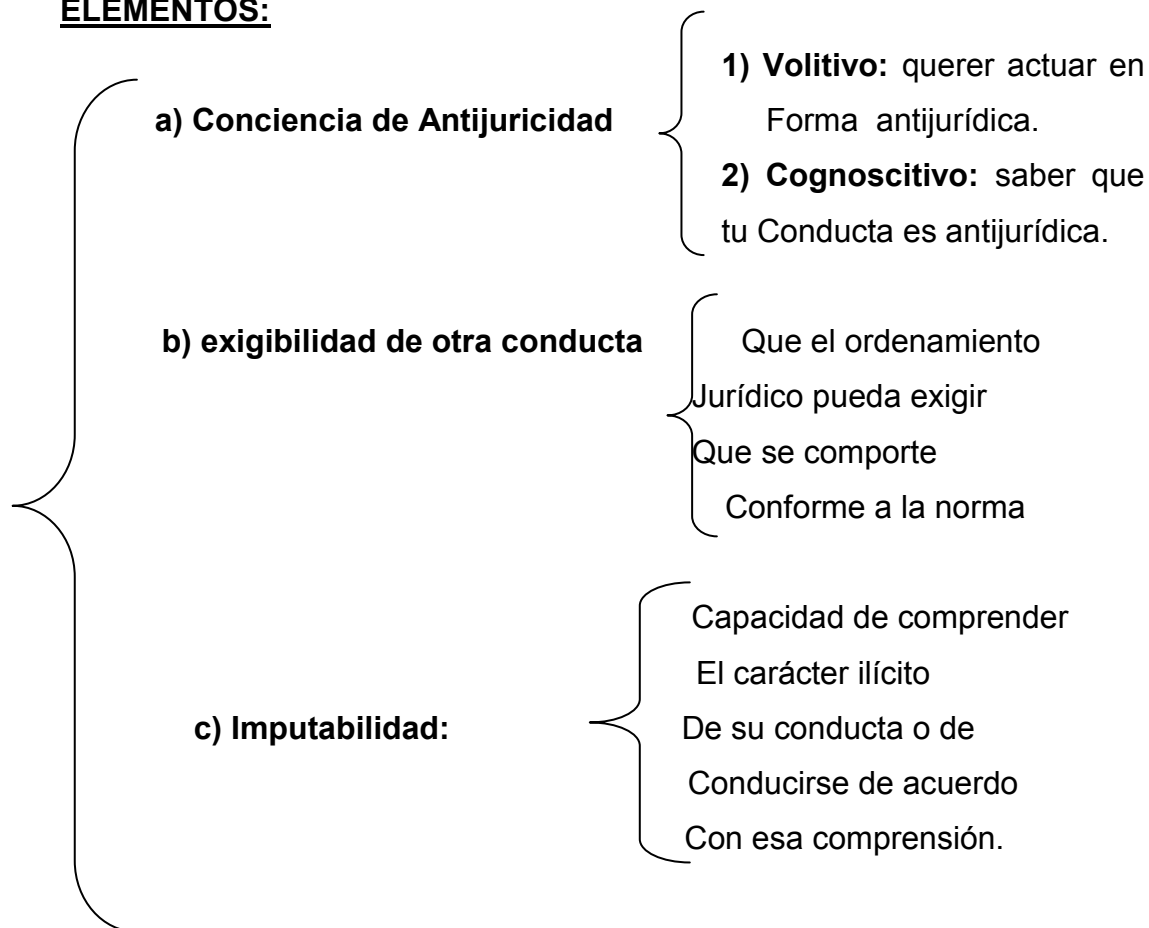 ELEMENTOS:
a) Conciencia de Antijuricidad
1) Volitivo: querer actuar en
Forma antijurídica.
2) Cognoscitivo: saber que
tu Conducta es antijurídica.
b) exigibilidad de otra conducta
Que el ordenamiento
Jurídico pueda exigir
Que se comporte
Conforme a la norma
c) Imputabilidad:
Capacidad de comprender
El carácter ilícito
De su conducta o de
Conducirse de acuerdo
Con esa comprensión.